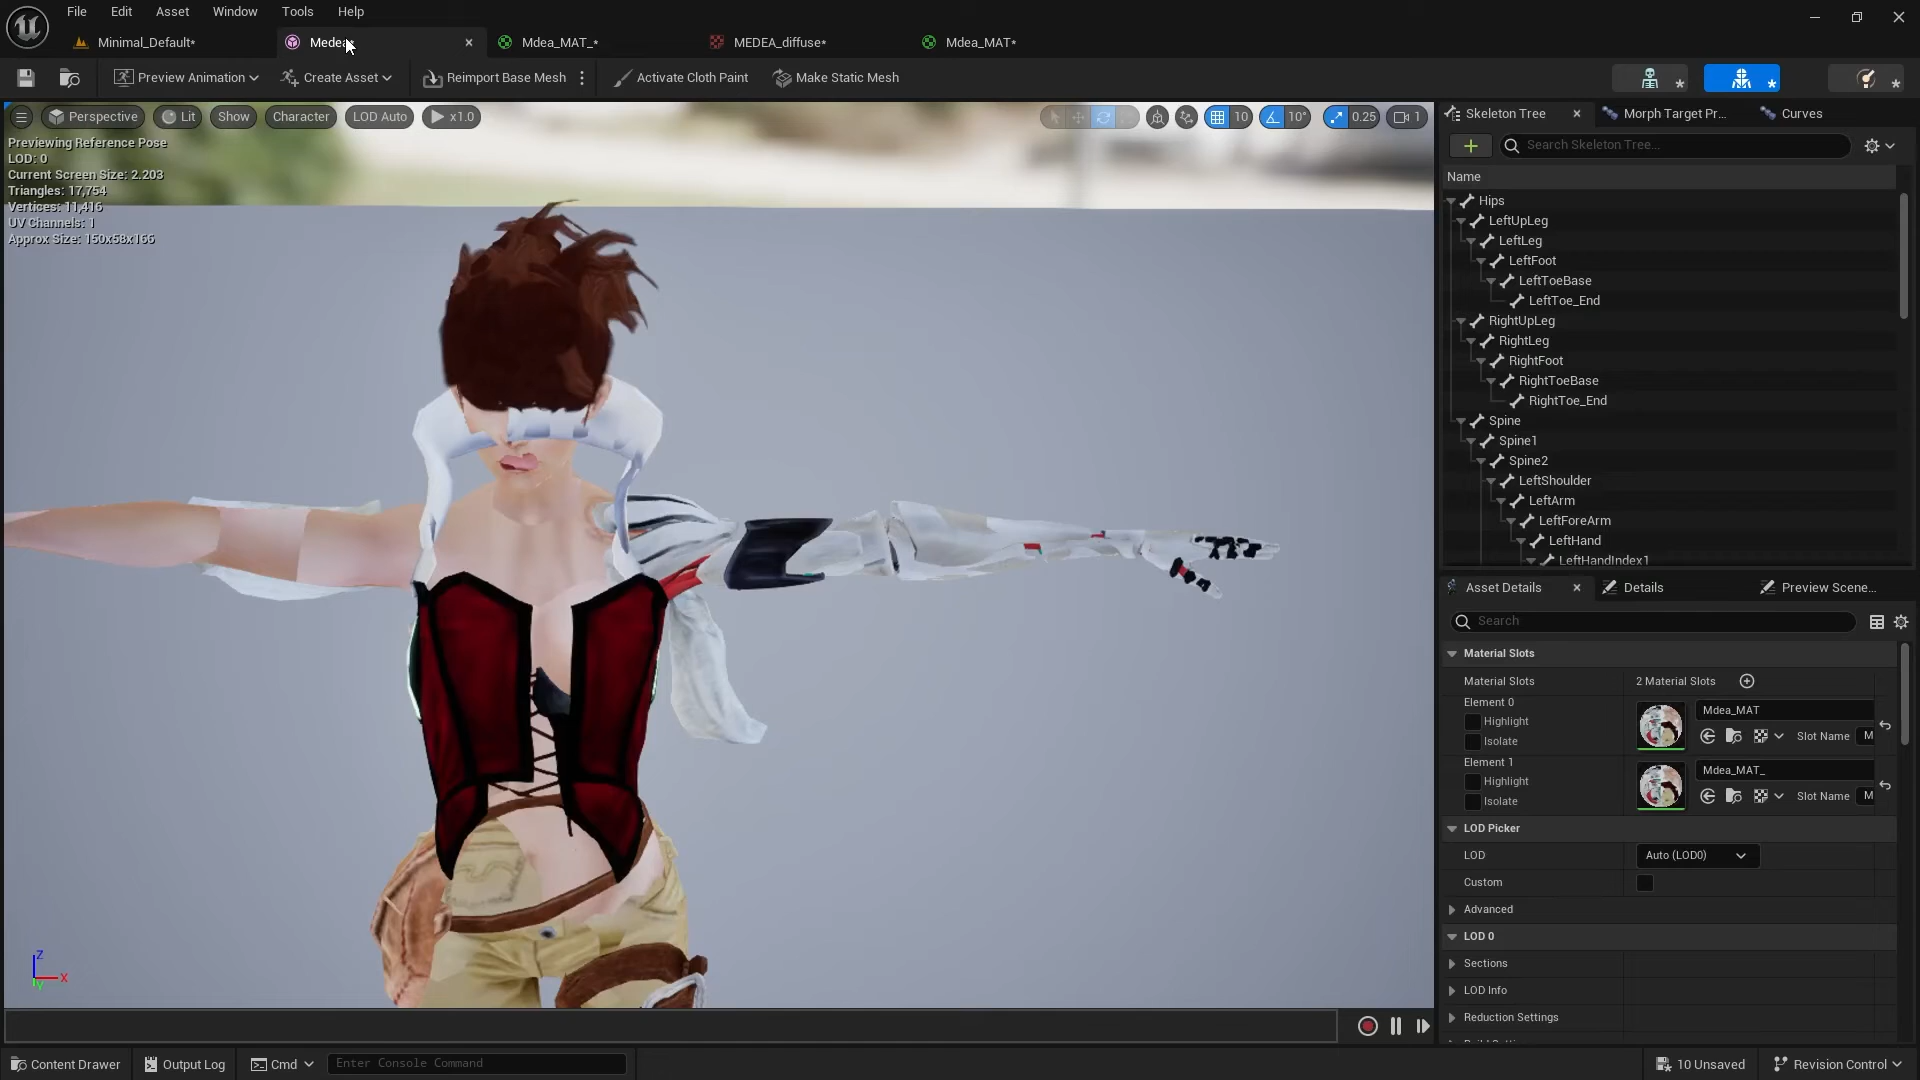 File Edit Asset Window Tools Help
Minimal_Default*
Medea*
Mdea_MAT_*
MEDEA_diffuse*
Mdea_MAT*
Preview Animation
Create Asset
Reimport Base Mesh
Activate Cloth Paint
Make Static Mesh
Perspective
Lit
Show
Character
LOD Auto
x1.0
10
10°
0.25
1
Previewing Reference Pose
LOD: 0
Current Screen Size: 2.203
Triangles: 17,754
Vertices: 11,416
UV Channels: 1
Approx Size: 150x58x166
Z
X
Y
Skeleton Tree
Morph Target Pr...
Curves
Search Skeleton Tree...
Name
Hips
LeftUpLeg
LeftLeg
LeftFoot
LeftToeBase
LeftToe_End
RightUpLeg
RightLeg
RightFoot
RightToeBase
RightToe_End
Spine
Spine1
Spine2
LeftShoulder
LeftArm
LeftForeArm
LeftHand
LeftHandIndex1
Asset Details
Details
Preview Scene...
Search
Material Slots
Material Slots
2 Material Slots
Element 0
Highlight
Isolate
Mdea_MAT
Slot Name
M
Element 1
Highlight
Isolate
Mdea_MAT_
Slot Name
M
LOD Picker
LOD
Auto (LOD0)
Custom
Advanced
LOD 0
Sections
LOD Info
Reduction Settings
Content Drawer
Output Log
Cmd
Enter Console Command
10 Unsaved
Revision Control